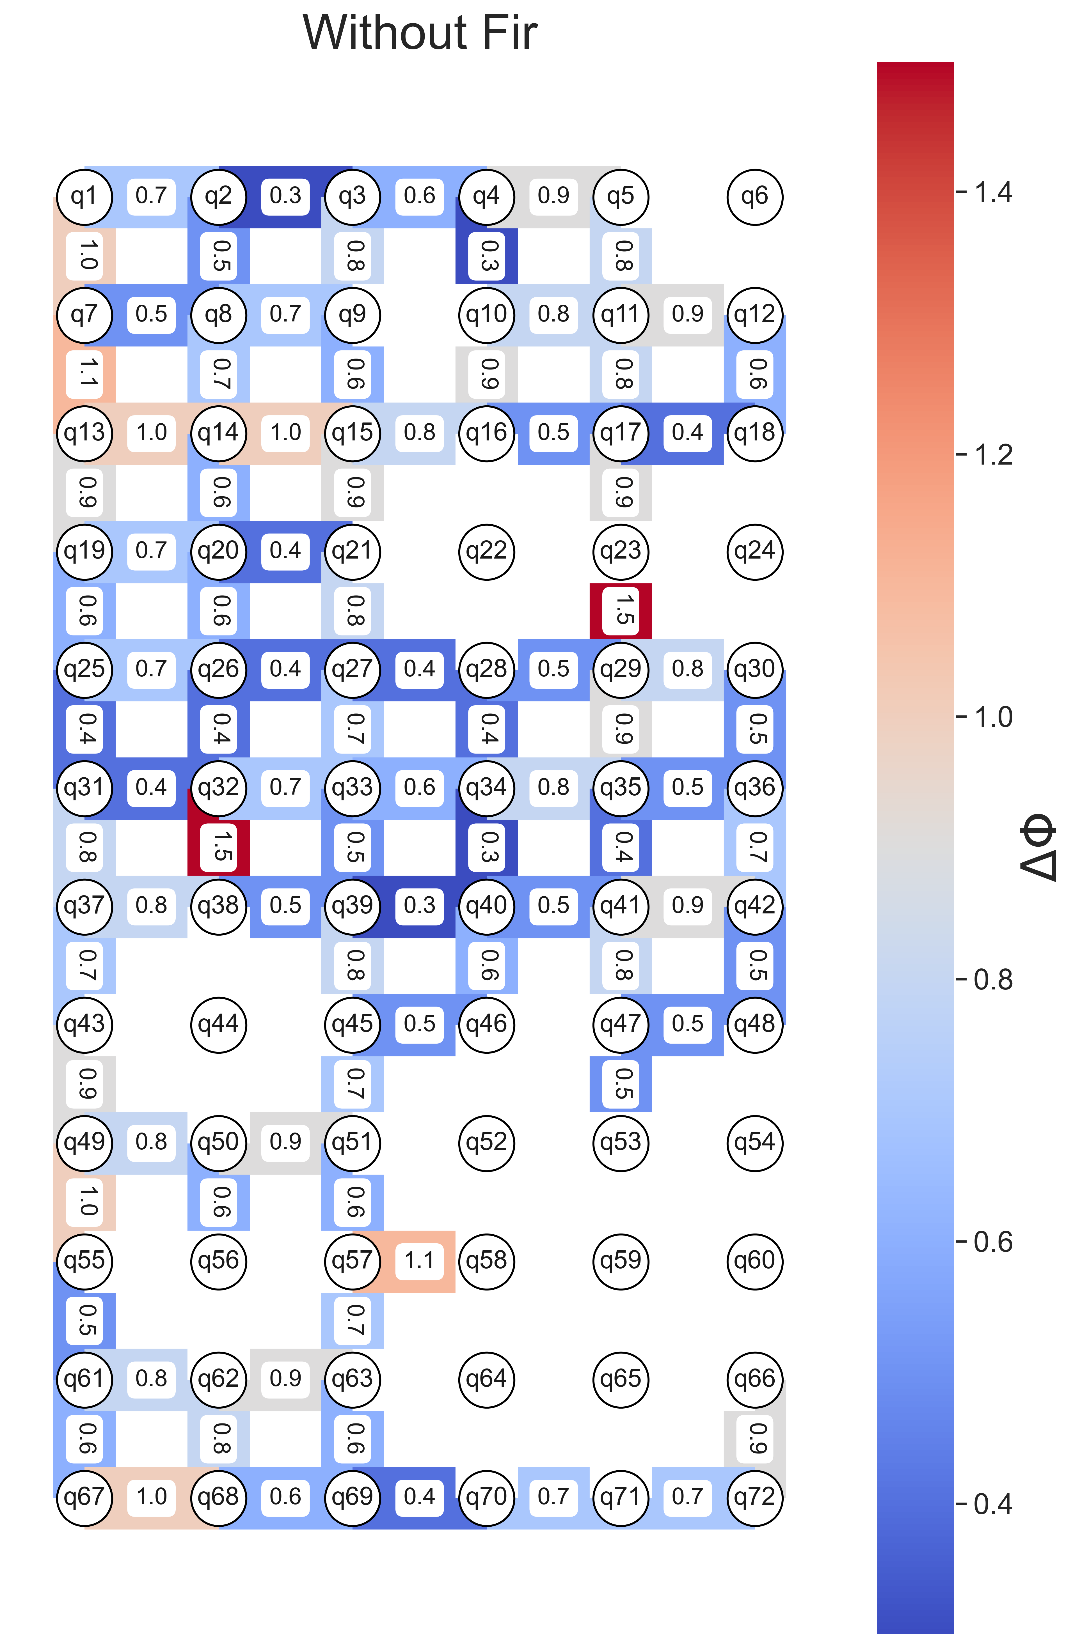 Without Fir
q1 0.7 q2 0.3 q3 0.6 q4 0.9 q5 q6
1.0 0.5 0.8 0.3 0.8
q7 0.5 q8 0.7 q9 q10 0.8 q11 0.9 q12
1.1 0.7 0.6 0.9 0.8 0.6
q13 1.0 q14 1.0 q15 0.8 q16 0.5 q17 0.4 q18
0.9 0.6 0.9 0.9
q19 0.7 q20 0.4 q21 q22 q23 q24
0.6 0.6 0.8 1.5
q25 0.7 q26 0.4 q27 0.4 q28 0.5 q29 0.8 q30
0.4 0.4 0.7 0.4 0.9 0.5
q31 0.4 q32 0.7 q33 0.6 q34 0.8 q35 0.5 q36
0.8 1.5 0.5 0.3 0.4 0.7
q37 0.8 q38 0.5 q39 0.3 q40 0.5 q41 0.9 q42
0.7 0.8 0.6 0.8 0.5
q43 q44 q45 0.5 q46 q47 0.5 q48
0.9 0.7 0.5
q49 0.8 q50 0.9 q51 q52 q53 q54
1.0 0.6 0.6
q55 q56 q57 1.1 q58 q59 q60
0.5 0.7
q61 0.8 q62 0.9 q63 q64 q65 q66
0.6 0.8 0.6 0.9
q67 1.0 q68 0.6 q69 0.4 q70 0.7 q71 0.7 q72
1.4
1.2
1.0
0.8
0.6
0.4
ΔΦ